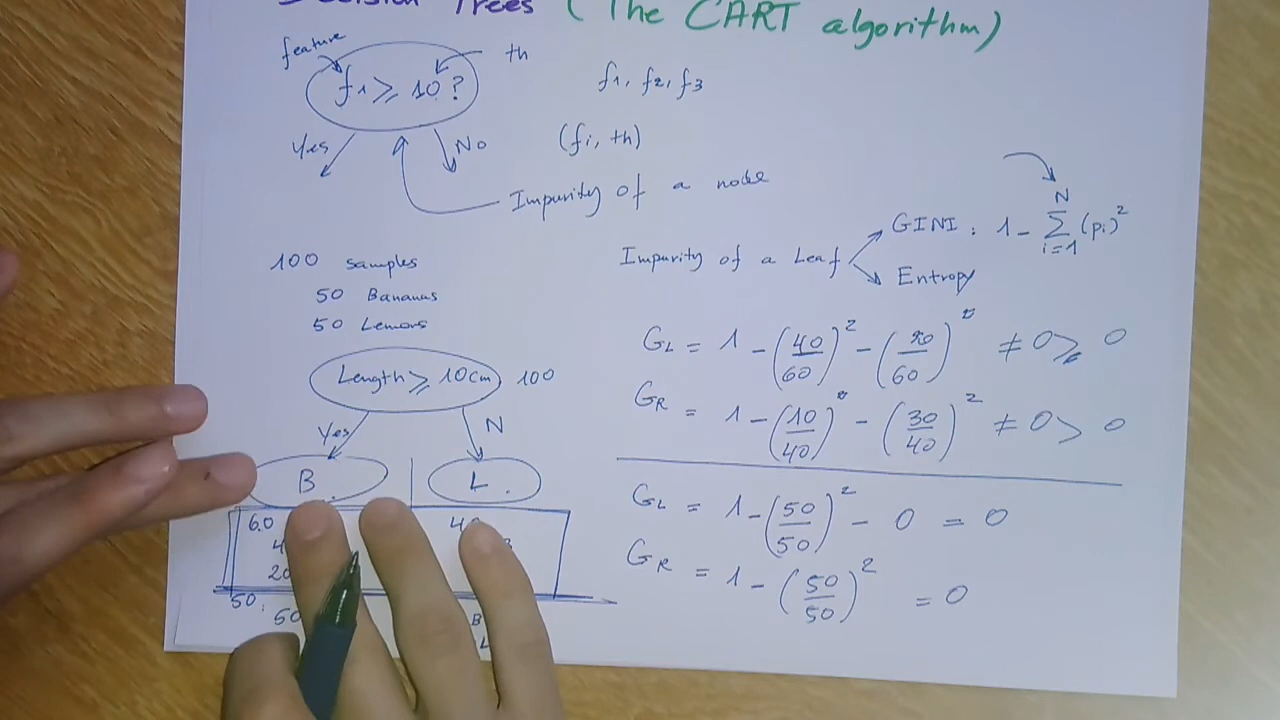 Decision Trees (The CART algorithm)
feature
th
f1 ≥ 10 ?
Yes
No
f1, f2, f3
(fi, th)
Impurity of a node
100 samples
50 Bananas
50 Lemons
Length ≥ 10cm 100
Yes
N
B
L
60
20
50
50
B
L
Impurity of a Leaf
GINI : 1 - Σ (pi)²
N
i=1
Entropy
GL = 1 - (40/60)² - (20/60)² ≠ 0 ≥ 0
GR = 1 - (10/40)² - (30/40)² ≠ 0 > 0
GL = 1 - (50/50)² - 0 = 0
GR = 1 - (50/50)² = 0